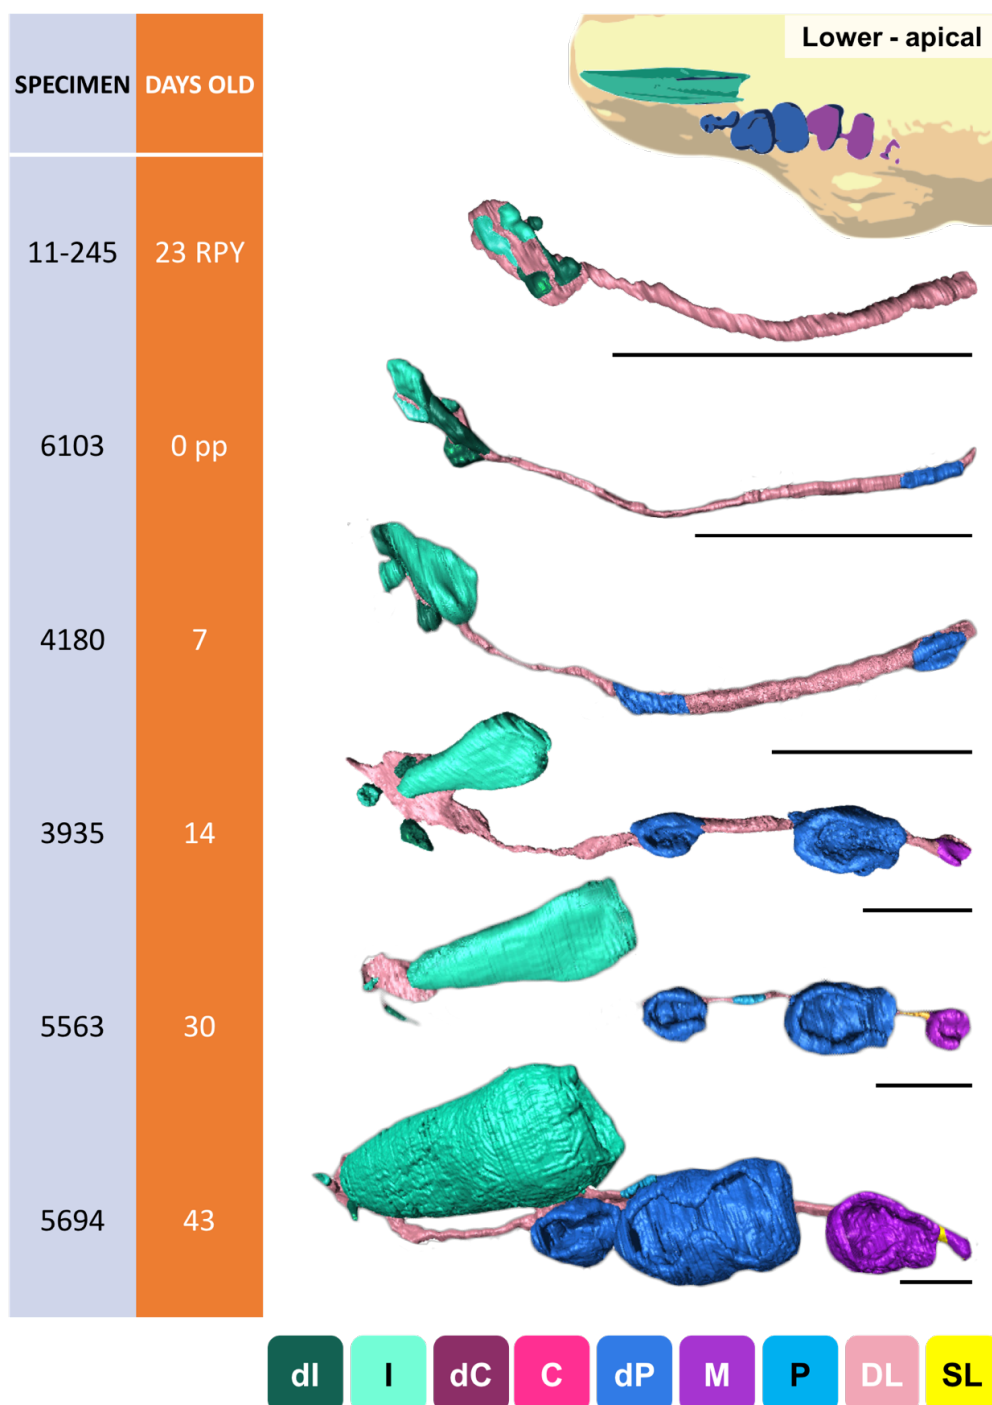 Lower - apical
SPECIMEN DAYS OLD
11-245 23 RPY
6103 0 pp
4180 7
3935 14
5563 30
5694 43
dI I dC C dP M P DL SL